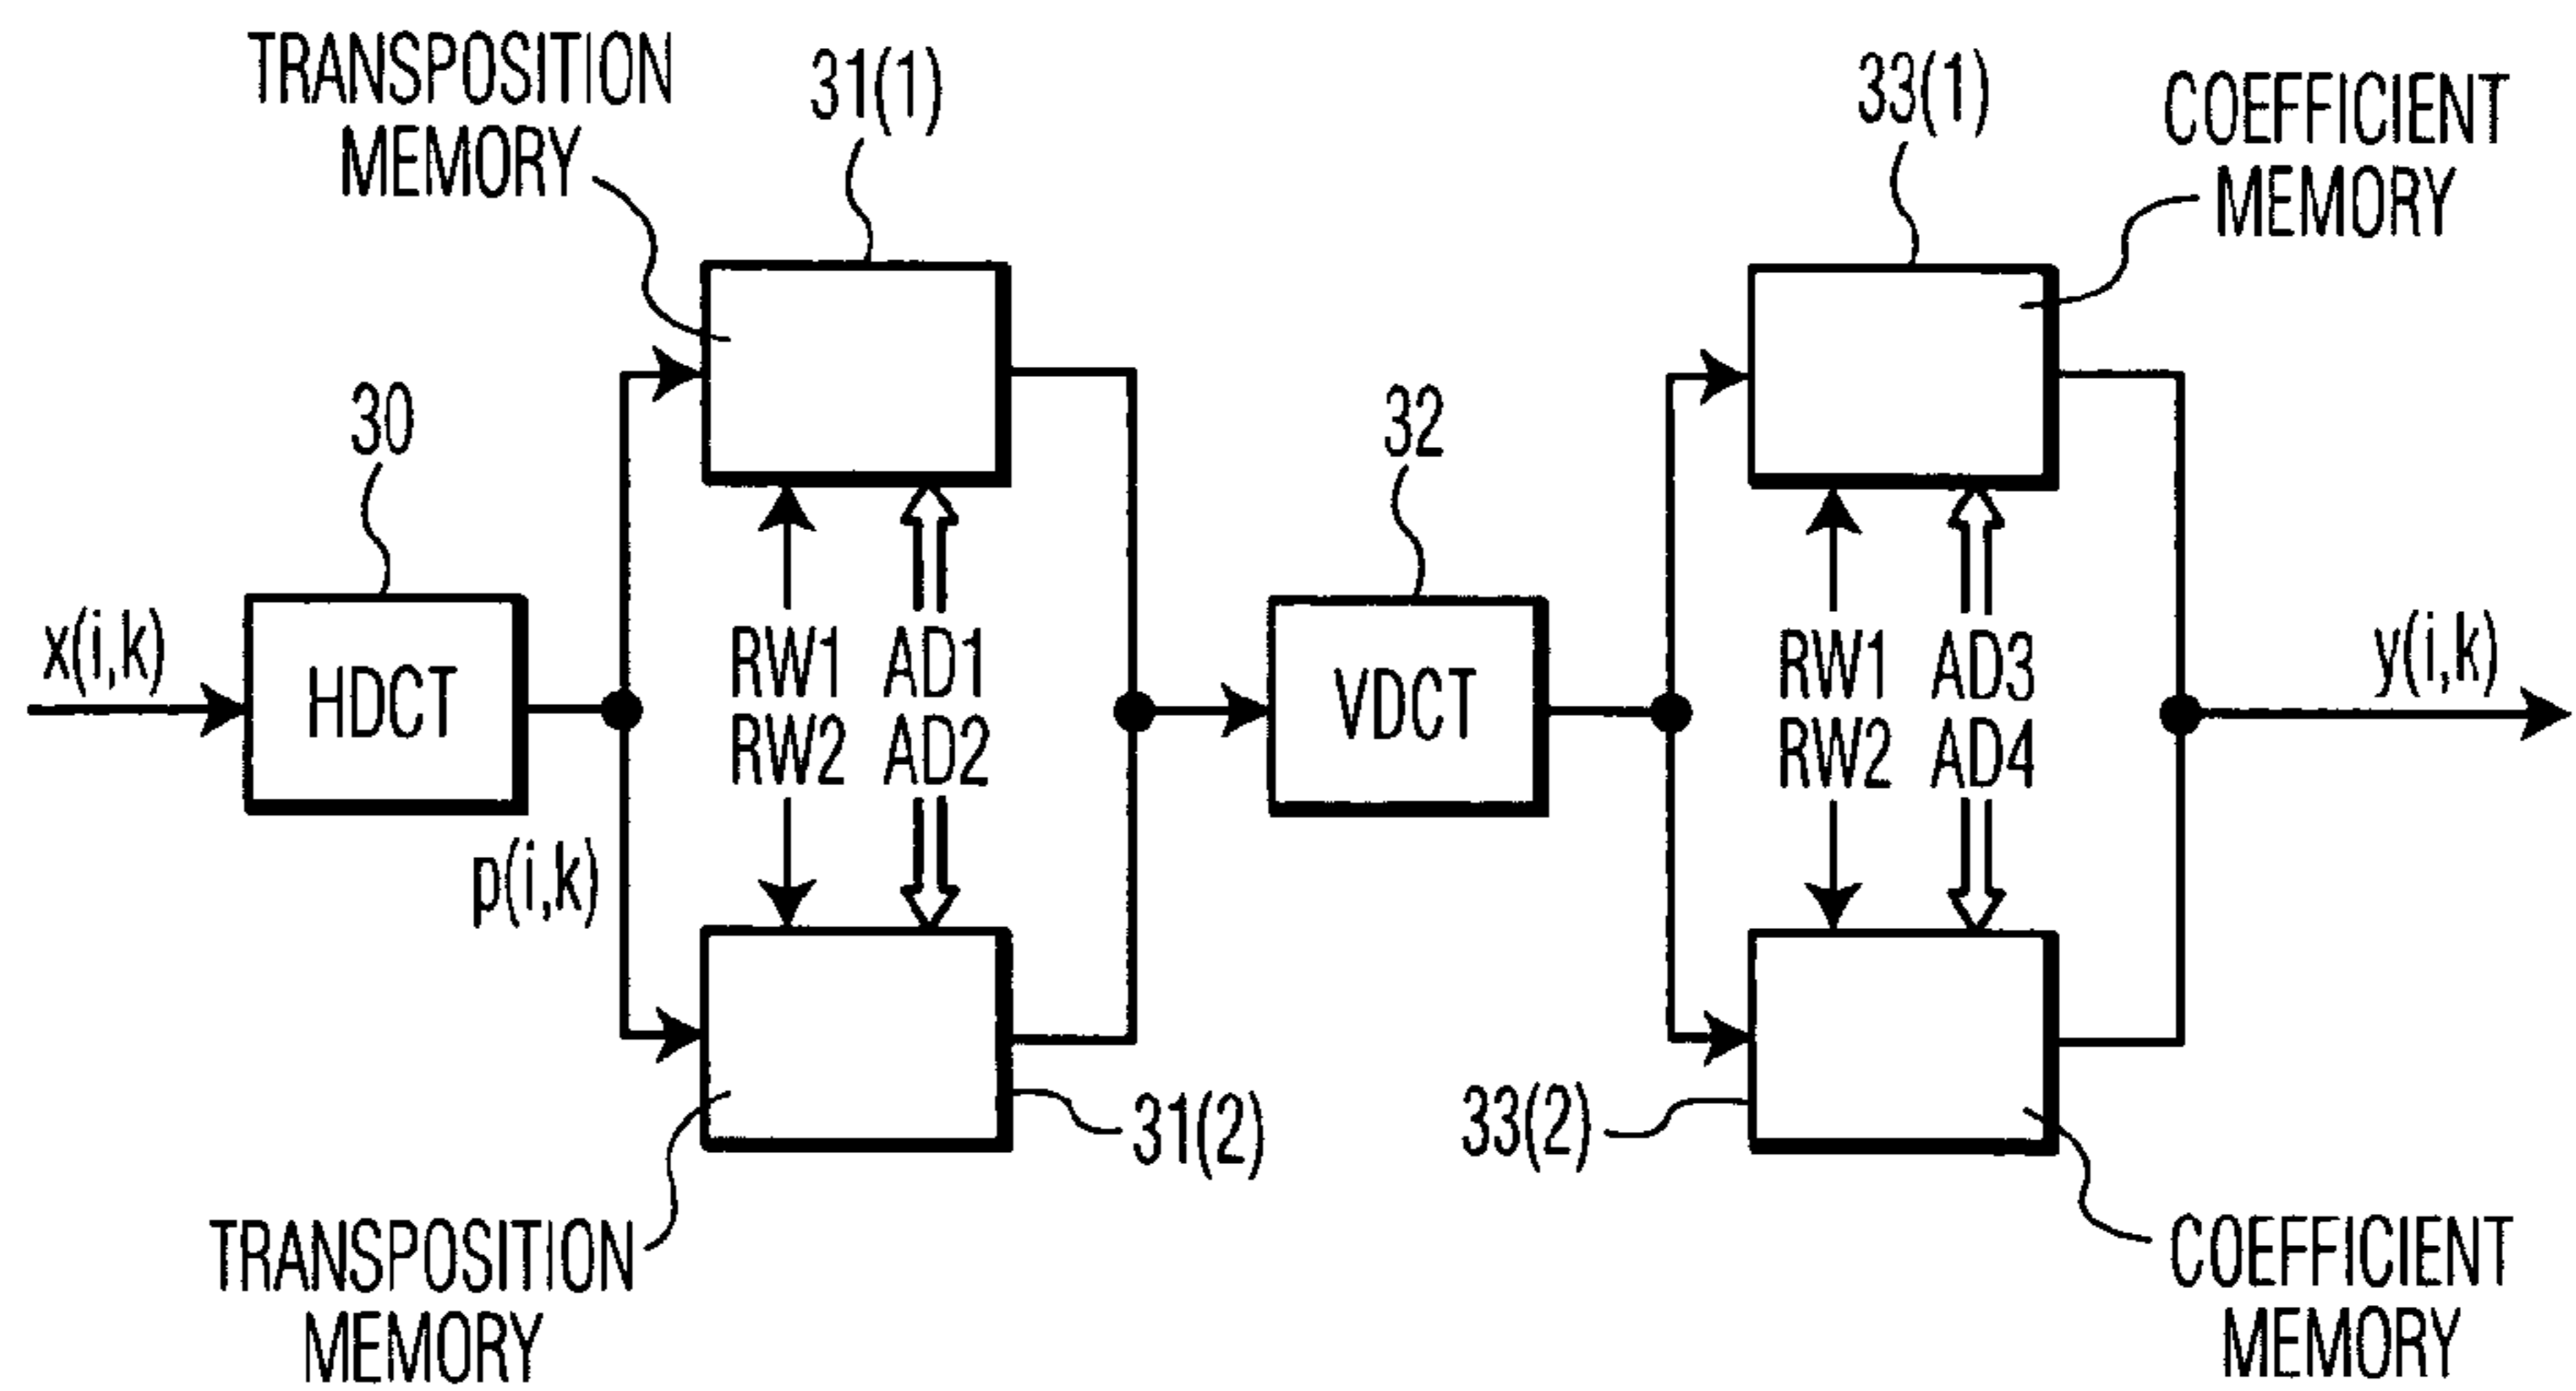 TRANSPOSITION
MEMORY
31(1)
33(1)
COEFFICIENT
MEMORY
30
32
x(i,k)
HDCT
RW1 AD1
RW2 AD2
VDCT
RW1 AD3
RW2 AD4
y(i,k)
p(i,k)
31(2)
33(2)
TRANSPOSITION
MEMORY
COEFFICIENT
MEMORY